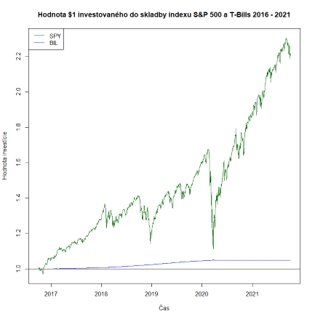 Hodnota $1 investovaného do skladby indexu S&P 500 a T-Bills 2016 - 2021
SPY
BIL
Hodnota investície
2.2
2.0
1.8
1.6
1.4
1.2
1.0
2017 2018 2019 2020 2021
Čas